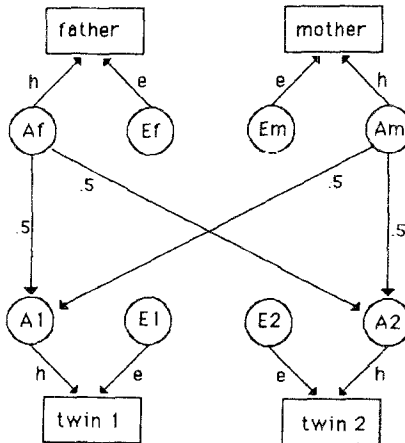 father mother
h e e h
Af Ef Em Am
.5 .5
.5 .5
A1 E1 E2 A2
h e e h
twin 1 twin 2